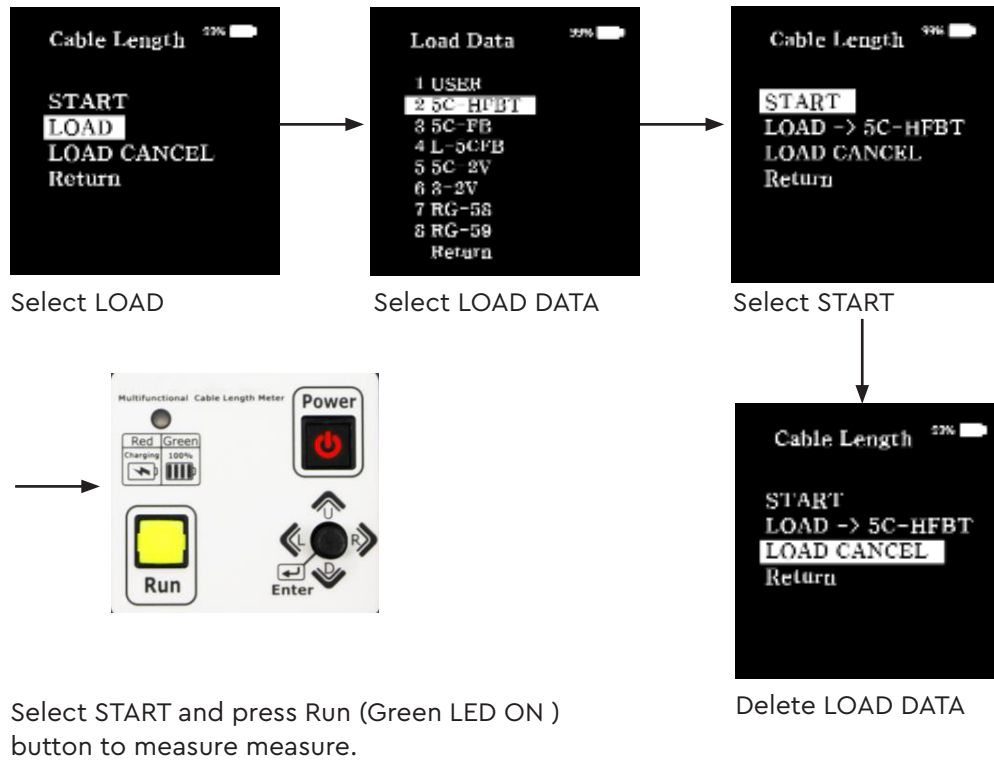 Cable Length 99%
START
LOAD
LOAD CANCEL
Return
Select LOAD
Load Data 99%
1 USER
2 5C-HFBT
3 5C-FB
4 L-5CFB
5 5C-2V
6 3-2V
7 RG-58
8 RG-59
Return
Select LOAD DATA
Cable Length 99%
START
LOAD -> 5C-HFBT
LOAD CANCEL
Return
Select START
Multifunctional Cable Length Meter
Red Green
Charging 100%
Power
Run
U
L
R
D
Enter
Select START and press Run (Green LED ON )
button to measure measure.
Cable Length 99%
START
LOAD -> 5C-HFBT
LOAD CANCEL
Return
Delete LOAD DATA